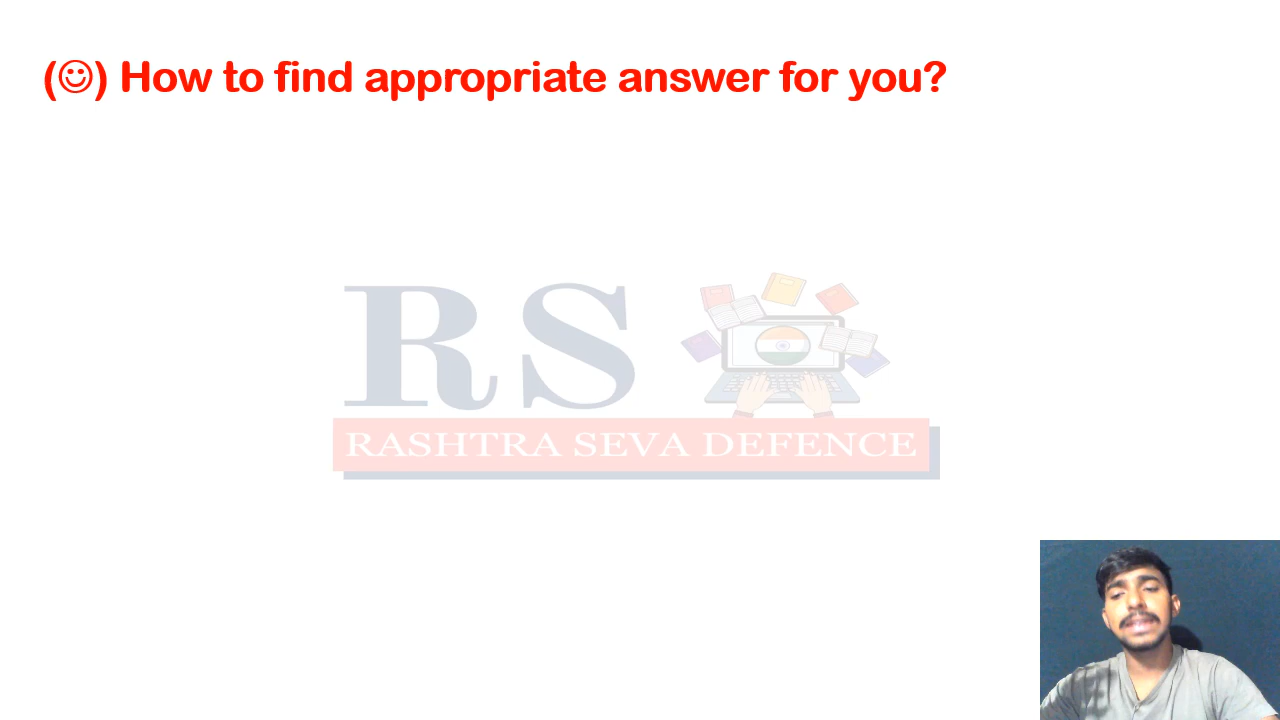 (☺) How to find appropriate answer for you?
RS
RASHTRA SEVA DEFENCE